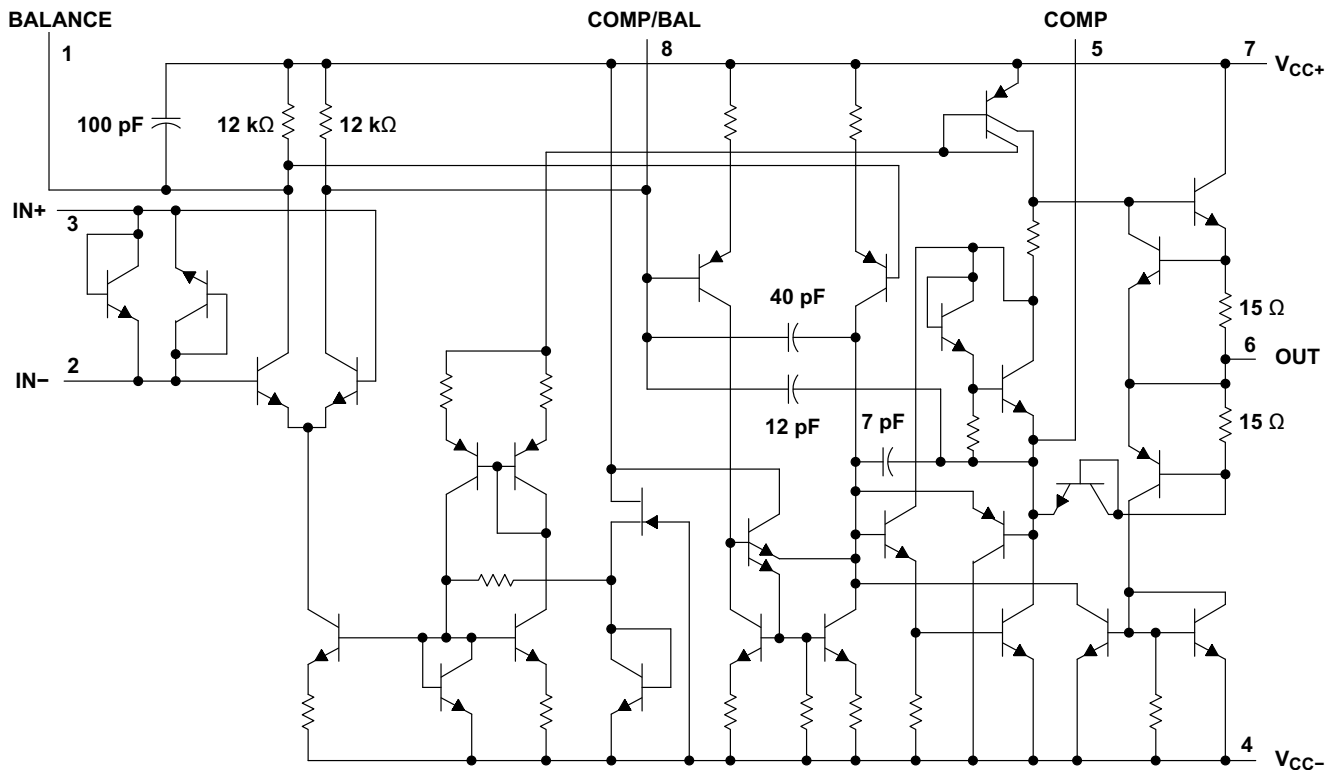 BALANCE
COMP/BAL
COMP
1
8
5
7
VCC+
100 pF
12 kΩ
12 kΩ
IN+
3
40 pF
15 Ω
6
OUT
2
IN−
12 pF
7 pF
15 Ω
4
VCC−